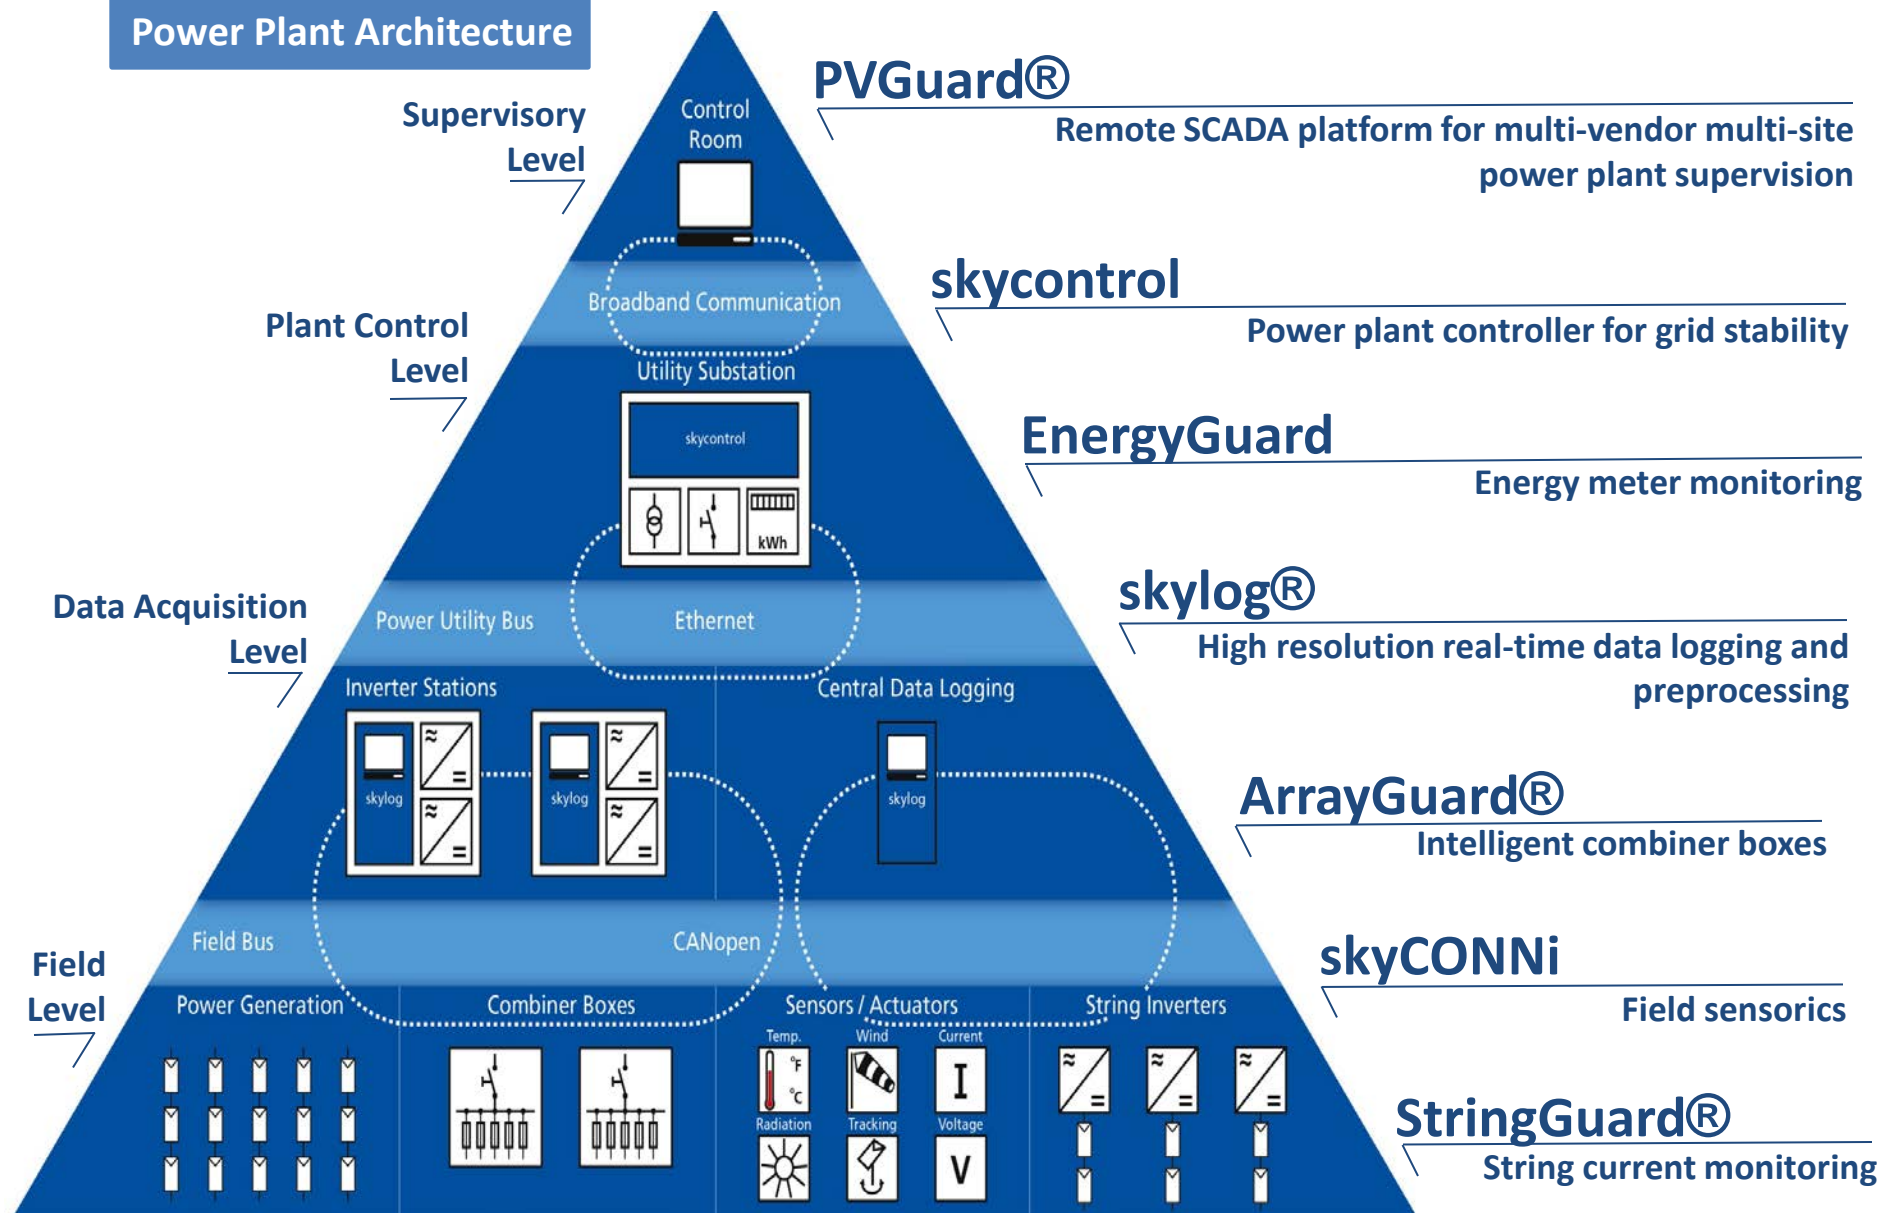 Power Plant Architecture
PVGuard®
Remote SCADA platform for multi-vendor multi-site
power plant supervision
Supervisory
Level
Control
Room
skycontrol
Power plant controller for grid stability
Broadband Communication
Plant Control
Level
Utility Substation
skycontrol
kWh
EnergyGuard
Energy meter monitoring
skylog®
High resolution real-time data logging and
preprocessing
Data Acquisition
Level
Power Utility Bus
Ethernet
Inverter Stations
Central Data Logging
skylog
skylog
skylog
ArrayGuard®
Intelligent combiner boxes
Field Bus
CANopen
skyCONNi
Field sensorics
Field
Level
Power Generation
Combiner Boxes
Sensors / Actuators
String Inverters
Temp.
Wind
Current
°F
°C
I
Radiation
Tracking
Voltage
V
StringGuard®
String current monitoring